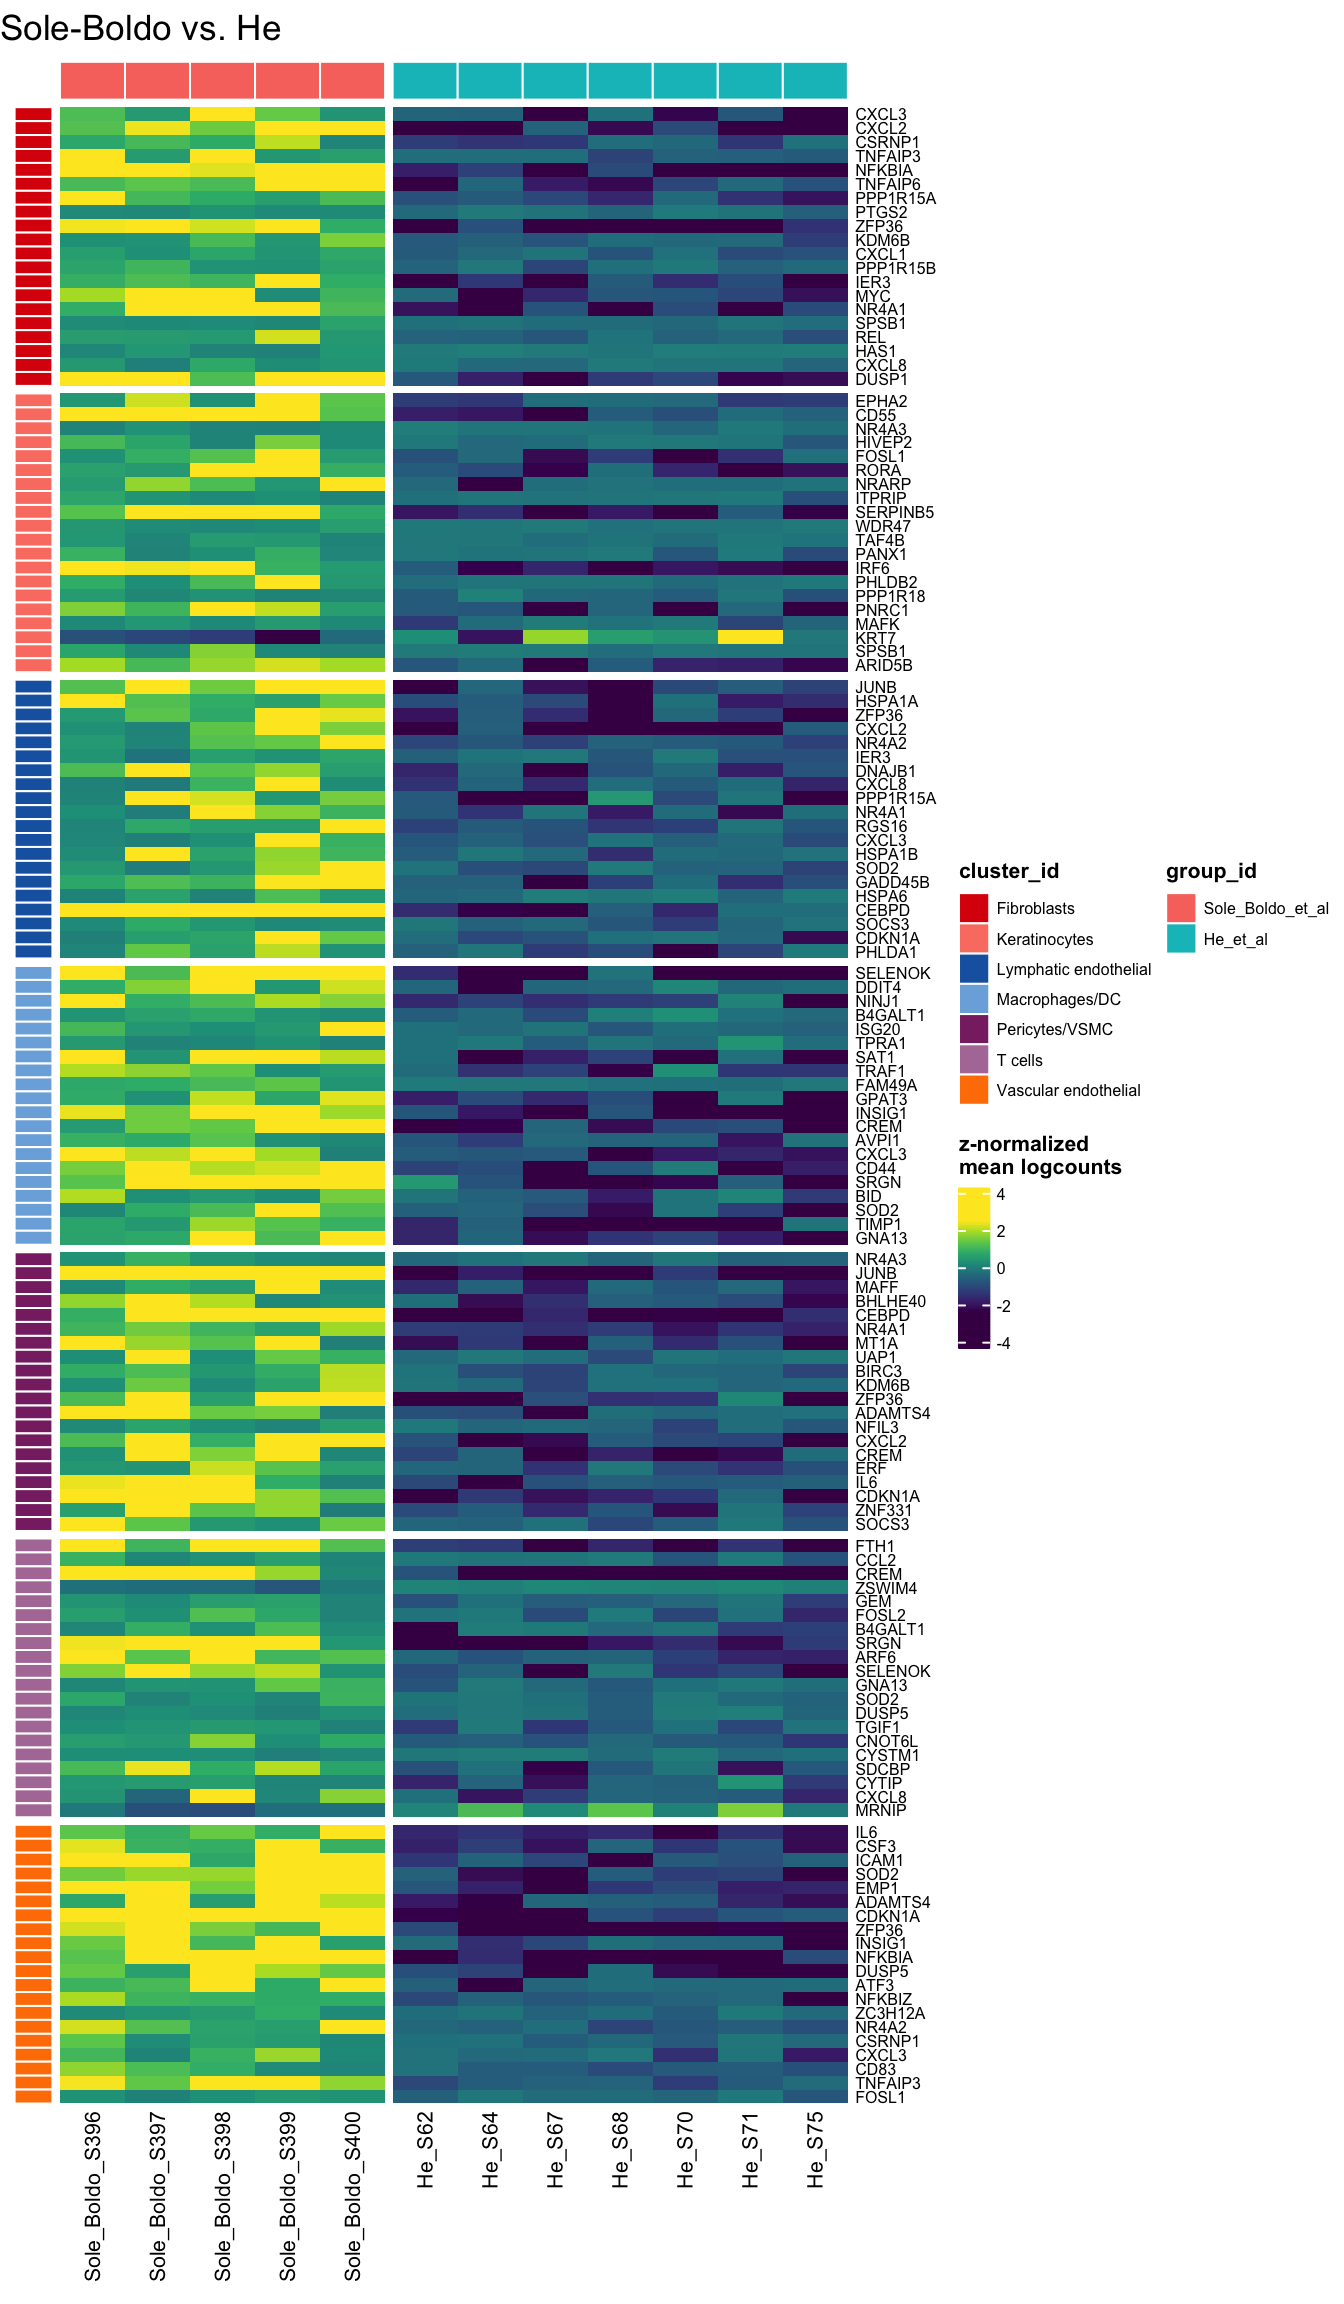 Sole-Boldo vs. He
CXCL3
CXCL2
CSRNP1
TNFAIP3
NFKBIA
TNFAIP6
PPP1R15A
PTGS2
ZFP36
KDM6B
CXCL1
PPP1R15B
IER3
MYC
NR4A1
SPSB1
REL
HAS1
CXCL8
DUSP1
EPHA2
CD55
NR4A3
HIVEP2
FOSL1
RORA
NRARP
ITPRIP
SERPINB5
WDR47
TAF4B
PANX1
IRF6
PHLDB2
PPP1R18
PNRC1
MAFK
KRT7
SPSB1
ARID5B
JUNB
HSPA1A
ZFP36
CXCL2
NR4A2
IER3
DNAJB1
CXCL8
PPP1R15A
NR4A1
RGS16
CXCL3
HSPA1B
SOD2
GADD45B
HSPA6
CEBPD
SOCS3
CDKN1A
PHLDA1
SELENOK
DDIT4
NINJ1
B4GALT1
ISG20
TPRA1
SAT1
TRAF1
FAM49A
GPAT3
INSIG1
CREM
AVPI1
CXCL3
CD44
SRGN
BID
SOD2
TIMP1
GNA13
NR4A3
JUNB
MAFF
BHLHE40
CEBPD
NR4A1
MT1A
UAP1
BIRC3
KDM6B
ZFP36
ADAMTS4
NFIL3
CXCL2
CREM
ERF
IL6
CDKN1A
ZNF331
SOCS3
FTH1
CCL2
CREM
ZSWIM4
GEM
FOSL2
B4GALT1
SRGN
ARF6
SELENOK
GNA13
SOD2
DUSP5
TGIF1
CNOT6L
CYSTM1
SDCBP
CYTIP
CXCL8
MRNIP
IL6
CSF3
ICAM1
SOD2
EMP1
ADAMTS4
CDKN1A
ZFP36
INSIG1
NFKBIA
DUSP5
ATF3
NFKBIZ
ZC3H12A
NR4A2
CSRNP1
CXCL3
CD83
TNFAIP3
FOSL1
Sole_Boldo_S396
Sole_Boldo_S397
Sole_Boldo_S398
Sole_Boldo_S399
Sole_Boldo_S400
He_S62
He_S64
He_S67
He_S68
He_S70
He_S71
He_S75
cluster_id
Fibroblasts
Keratinocytes
Lymphatic endothelial
Macrophages/DC
Pericytes/VSMC
T cells
Vascular endothelial
group_id
Sole_Boldo_et_al
He_et_al
z-normalized
mean logcounts
4
2
0
-2
-4